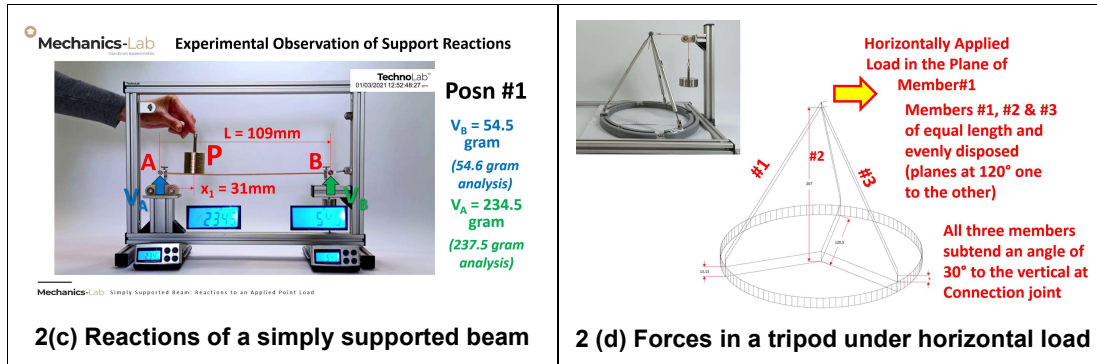 Mechanics-Lab
Experimental Observation of Support Reactions
TechnoLab™
01/03/2021 12:52:48:27 pm
L = 109mm
A
P
B
x₁ = 31mm
V_A
V_B
234.5
Posn #1
V_B = 54.5
gram
(54.6 gram
analysis)
V_A = 234.5
gram
(237.5 gram
analysis)
Mechanics-Lab Simply Supported Beam: Reactions to an Applied Point Load
2(c) Reactions of a simply supported beam
Horizontally Applied
Load in the Plane of
Member#1
Members #1, #2 & #3
of equal length and
evenly disposed
(planes at 120° one
to the other)
#1
#2
#3
All three members
subtend an angle of
30° to the vertical at
Connection joint
2 (d) Forces in a tripod under horizontal load